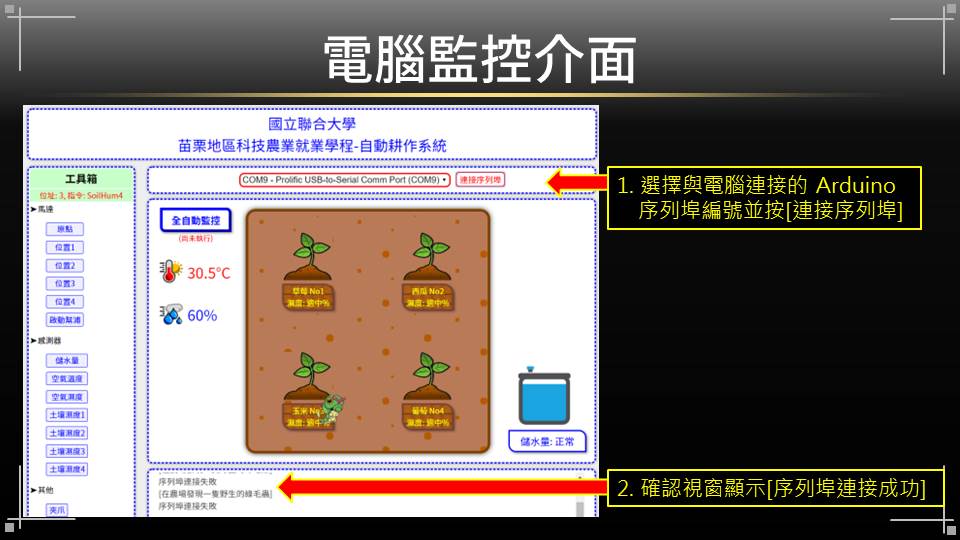 電腦監控介面
國立聯合大學
苗栗地區科技農業就業學程-自動耕作系統
工具箱
位址: 3, 指令: SoilHum4
➤馬達
原點
位置1
位置2
位置3
位置4
啟動幫浦
➤感測器
儲水量
空氣溫度
空氣濕度
土壤濕度1
土壤濕度2
土壤濕度3
土壤濕度4
➤其他
夾爪
COM9 - Prolific USB-to-Serial Comm Port (COM9)
連接序列埠
全自動監控
(尚未執行)
30.5°C
60%
草莓 No1
濕度: 適中%
西瓜 No2
濕度: 適中%
玉米 No
濕度: 適中%
葡萄 No4
濕度: 適中%
儲水量: 正常
序列埠連接失敗
[在農場發現一隻野生的綠毛蟲]
序列埠連接失敗
1. 選擇與電腦連接的 Arduino
序列埠編號並按[連接序列埠]
2. 確認視窗顯示[序列埠連接成功]